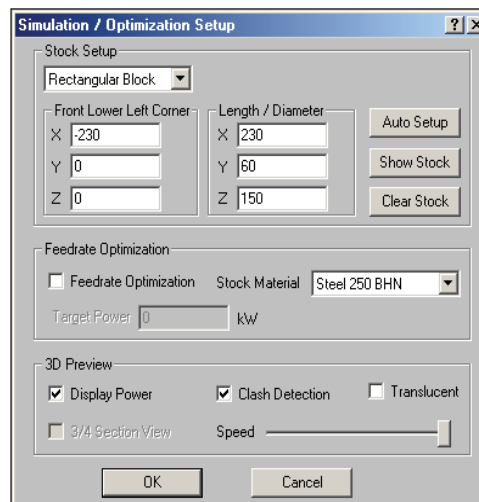 Simulation / Optimization Setup
Stock Setup
Rectangular Block
Front Lower Left Corner
Length / Diameter
X -230
X 230
Auto Setup
Y 0
Y 60
Show Stock
Z 0
Z 150
Clear Stock
Feedrate Optimization
Feedrate Optimization
Stock Material
Steel 250 BHN
Target Power 0 kW
3D Preview
Display Power
Clash Detection
Translucent
3/4 Section View
Speed
OK
Cancel